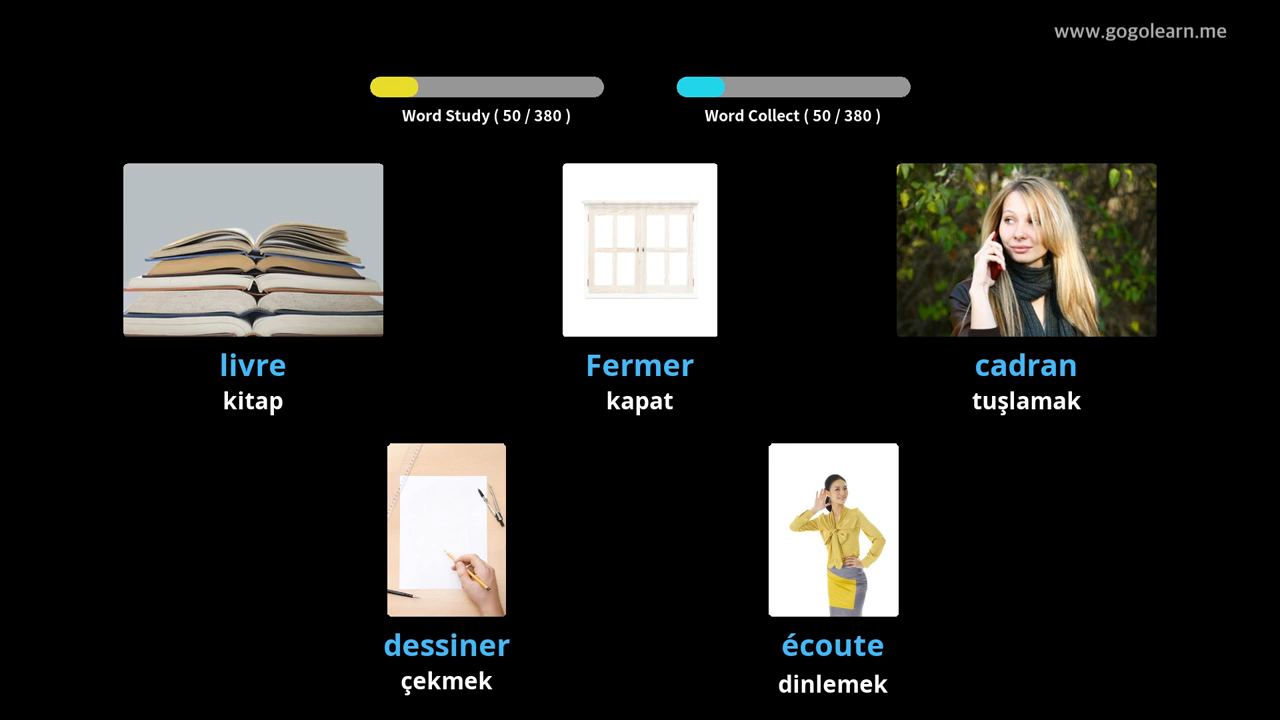 www.gogolearn.me
Word Study ( 50 / 380 )
Word Collect ( 50 / 380 )
livre
kitap
Fermer
kapat
cadran
tuşlamak
dessiner
çekmek
écoute
dinlemek